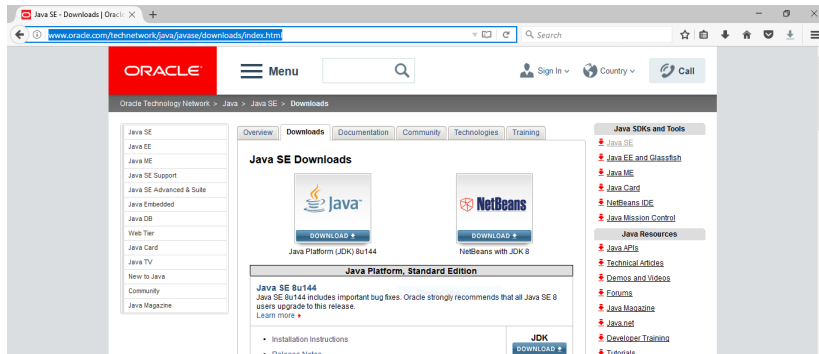 Java SE - Downloads | Oracle
www.oracle.com/technetwork/java/javase/downloads/index.html
Search
ORACLE
Menu
Sign In
Country
Call
Oracle Technology Network > Java > Java SE > Downloads
Java SE
Java EE
Java ME
Java SE Support
Java SE Advanced & Suite
Java Embedded
Java DB
Web Tier
Java Card
Java TV
New to Java
Community
Java Magazine
Overview Downloads Documentation Community Technologies Training
Java SE Downloads
Java
DOWNLOAD
Java Platform (JDK) 8u144
NetBeans
DOWNLOAD
NetBeans with JDK 8
Java Platform, Standard Edition
Java SE 8u144
Java SE 8u144 includes important bug fixes. Oracle strongly recommends that all Java SE 8
users upgrade to this release.
Learn more
Installation Instructions
Release Notes
JDK
DOWNLOAD
Java SDKs and Tools
Java SE
Java EE and Glassfish
Java ME
Java Card
NetBeans IDE
Java Mission Control
Java Resources
Java APIs
Technical Articles
Demos and Videos
Forums
Java Magazine
Java.net
Developer Training
Tutorials